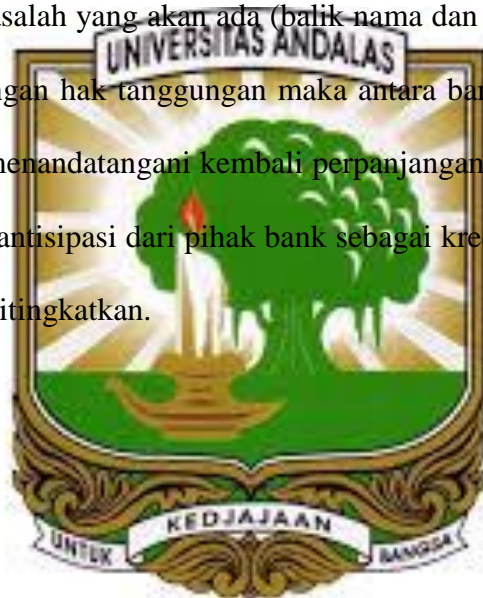 asalah yang akan ada (balik nama dan
UNIVERSITAS ANDALAS
ngan hak tanggungan maka antara
menandatangani kembali perpanjangan
antisipasi dari pihak bank sebagai kre
itingkatkan.
KEDJAJAAN
UNTUK BANGSA